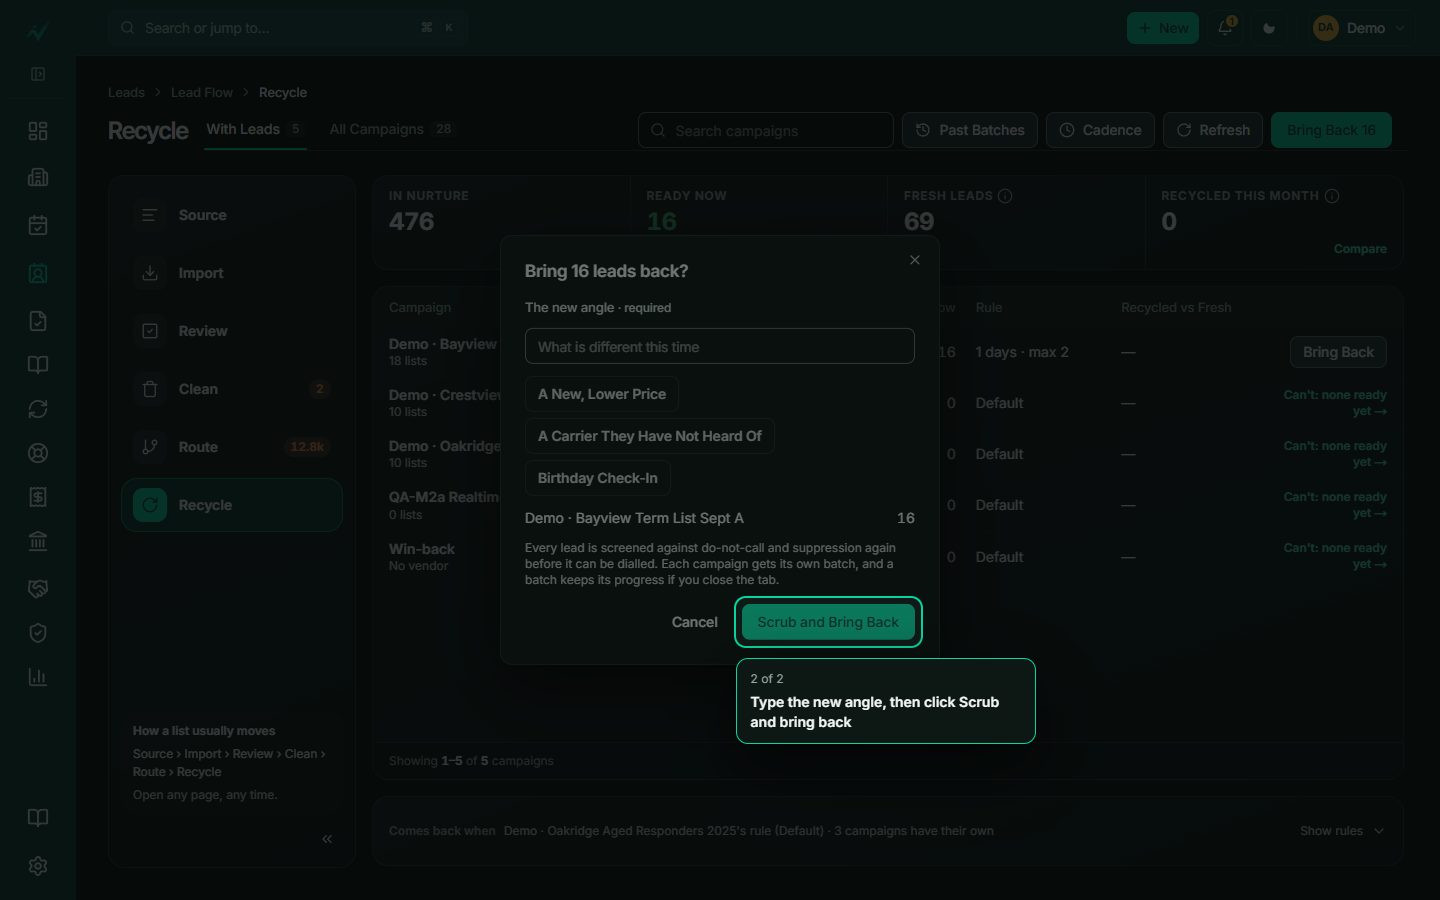 Search or jump to...
⌘ K
New
1
DA
Demo
Leads > Lead Flow > Recycle
Recycle
With Leads 5
All Campaigns 28
Search campaigns
Past Batches
Cadence
Refresh
Bring Back 16
Source
Import
Review
Clean 2
Route 12.8k
Recycle
How a list usually moves
Source › Import › Review › Clean ›
Route › Recycle
Open any page, any time.
IN NURTURE
476
READY NOW
16
FRESH LEADS
69
RECYCLED THIS MONTH
0
Compare
Campaign
ow
Rule
Recycled vs Fresh
Demo · Bayview
18 lists
16
1 days · max 2
—
Bring Back
Demo · Crestview
10 lists
0
Default
—
Can't: none ready
yet →
Demo · Oakridge
10 lists
0
Default
—
Can't: none ready
yet →
QA-M2a Realtim
0 lists
0
Default
—
Can't: none ready
yet →
Win-back
No vendor
0
Default
—
Can't: none ready
yet →
Showing 1–5 of 5 campaigns
Comes back when Demo · Oakridge Aged Responders 2025's rule (Default) · 3 campaigns have their own
Show rules
Bring 16 leads back?
The new angle · required
What is different this time
A New, Lower Price
A Carrier They Have Not Heard Of
Birthday Check-In
Demo · Bayview Term List Sept A 16
Every lead is screened against do-not-call and suppression again
before it can be dialled. Each campaign gets its own batch, and a
batch keeps its progress if you close the tab.
Cancel
Scrub and Bring Back
2 of 2
Type the new angle, then click Scrub
and bring back